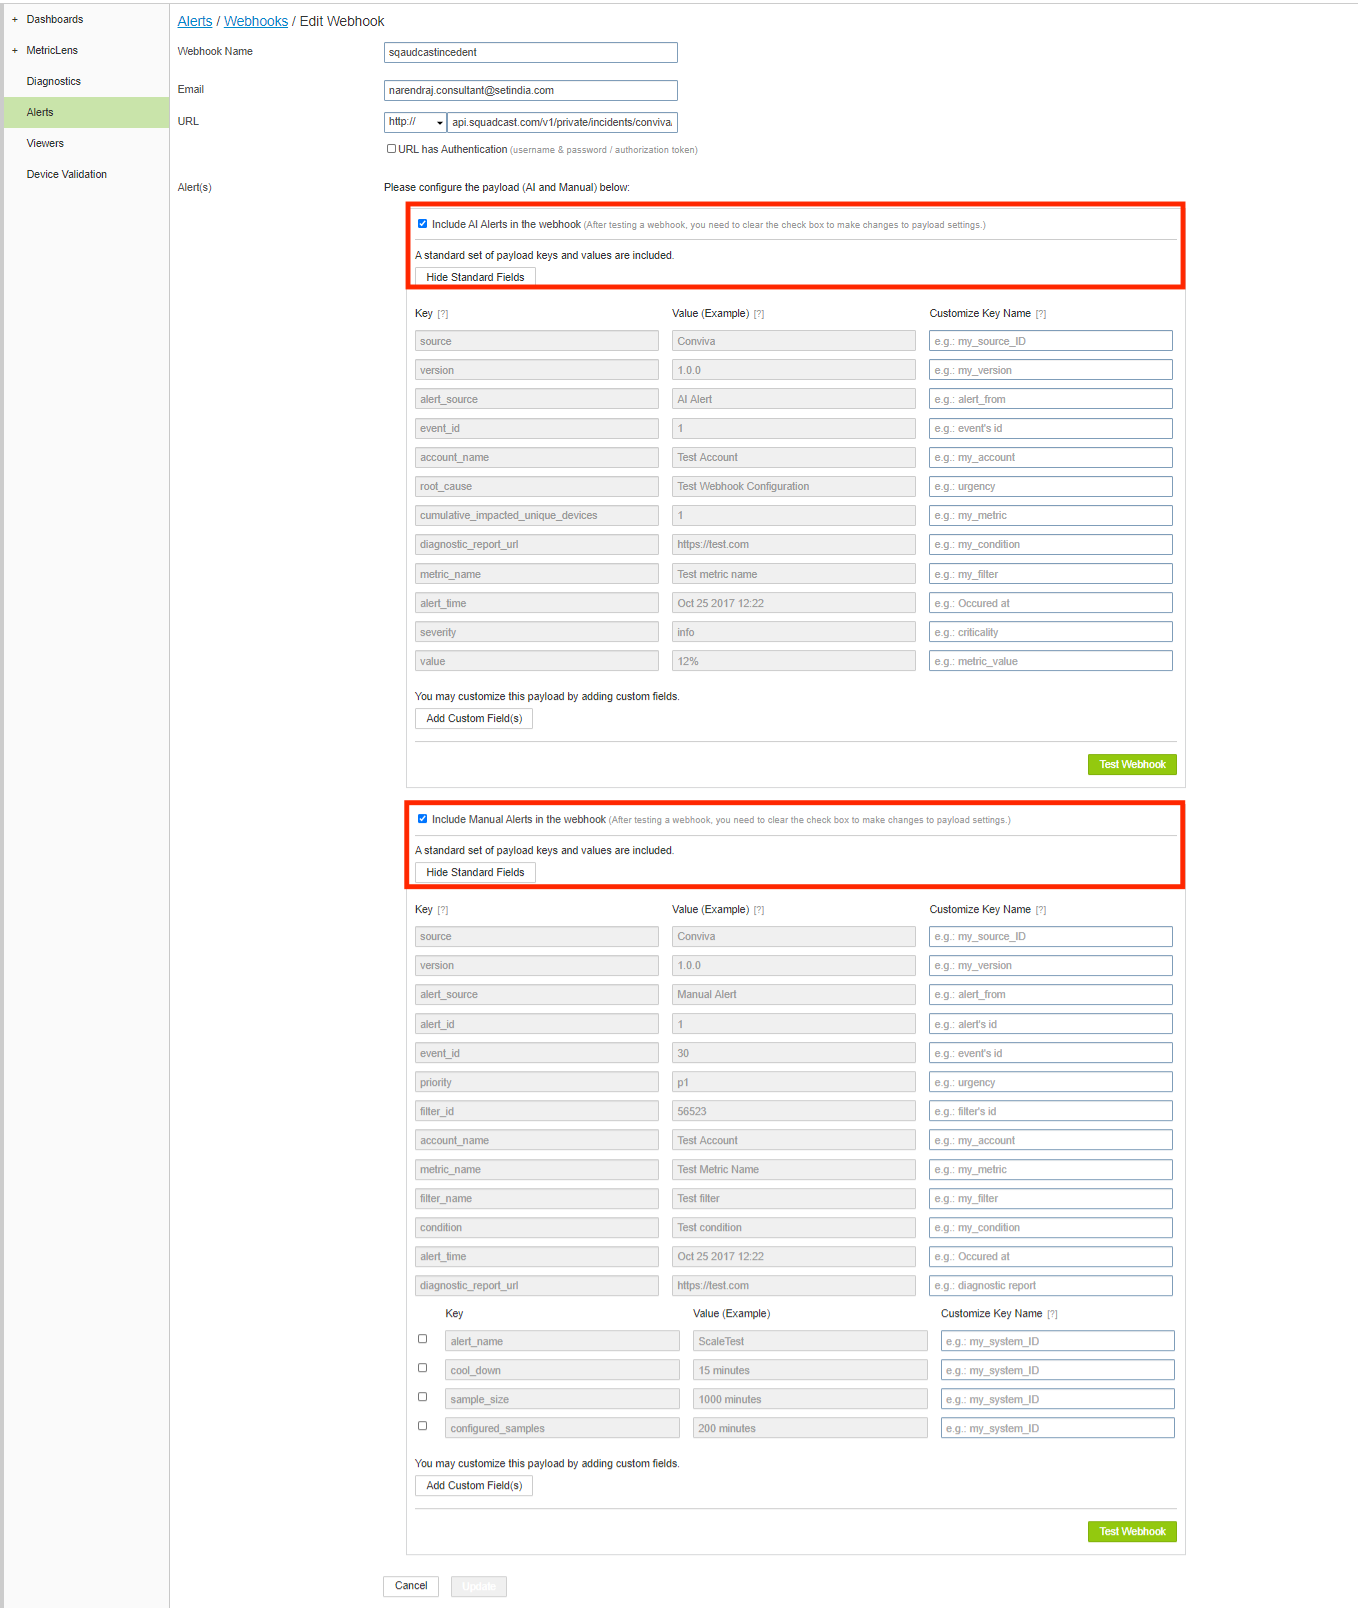 + Dashboards
+ MetricLens
Diagnostics
Alerts
Viewers
Device Validation
Alerts / Webhooks / Edit Webhook
Webhook Name sqaudcastincedent
Email narendraj.consultant@setindia.com
URL http:// api.squadcast.com/v1/private/incidents/conviva.
URL has Authentication (username & password / authorization token)
Alert(s) Please configure the payload (AI and Manual) below:
Include AI Alerts in the webhook (After testing a webhook, you need to clear the check box to make changes to payload settings.)
A standard set of payload keys and values are included.
Hide Standard Fields
Key [?] Value (Example) [?] Customize Key Name [?]
source Conviva e.g.: my_source_ID
version 1.0.0 e.g.: my_version
alert_source AI Alert e.g.: alert_from
event_id 1 e.g.: event's id
account_name Test Account e.g.: my_account
root_cause Test Webhook Configuration e.g.: urgency
cumulative_impacted_unique_devices 1 e.g.: my_metric
diagnostic_report_url https://test.com e.g.: my_condition
metric_name Test metric name e.g.: my_filter
alert_time Oct 25 2017 12:22 e.g.: Occured at
severity info e.g.: criticality
value 12% e.g.: metric_value
You may customize this payload by adding custom fields.
Add Custom Field(s)
Test Webhook
Include Manual Alerts in the webhook (After testing a webhook, you need to clear the check box to make changes to payload settings.)
A standard set of payload keys and values are included.
Hide Standard Fields
Key [?] Value (Example) [?] Customize Key Name [?]
source Conviva e.g.: my_source_ID
version 1.0.0 e.g.: my_version
alert_source Manual Alert e.g.: alert_from
alert_id 1 e.g.: alert's id
event_id 30 e.g.: event's id
priority p1 e.g.: urgency
filter_id 56523 e.g.: filter's id
account_name Test Account e.g.: my_account
metric_name Test Metric Name e.g.: my_metric
filter_name Test filter e.g.: my_filter
condition Test condition e.g.: my_condition
alert_time Oct 25 2017 12:22 e.g.: Occured at
diagnostic_report_url https://test.com e.g.: diagnostic report
Key Value (Example) Customize Key Name [?]
alert_name ScaleTest e.g.: my_system_ID
cool_down 15 minutes e.g.: my_system_ID
sample_size 1000 minutes e.g.: my_system_ID
configured_samples 200 minutes e.g.: my_system_ID
You may customize this payload by adding custom fields.
Add Custom Field(s)
Test Webhook
Cancel Update